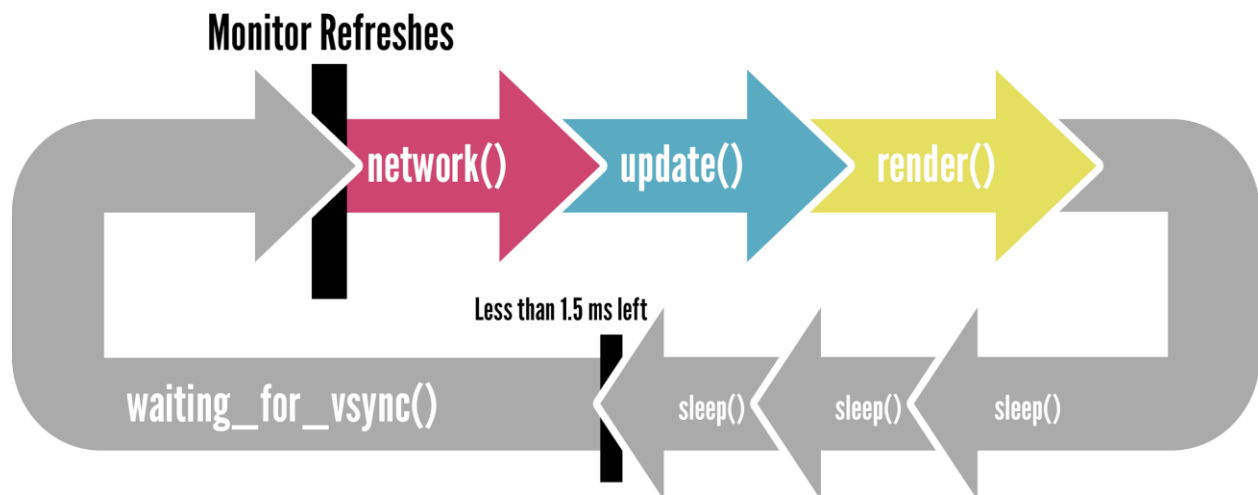 Monitor Refreshes
network()
update()
render()
Less than 1.5 ms left
waiting_for_vsync()
sleep()
sleep()
sleep()